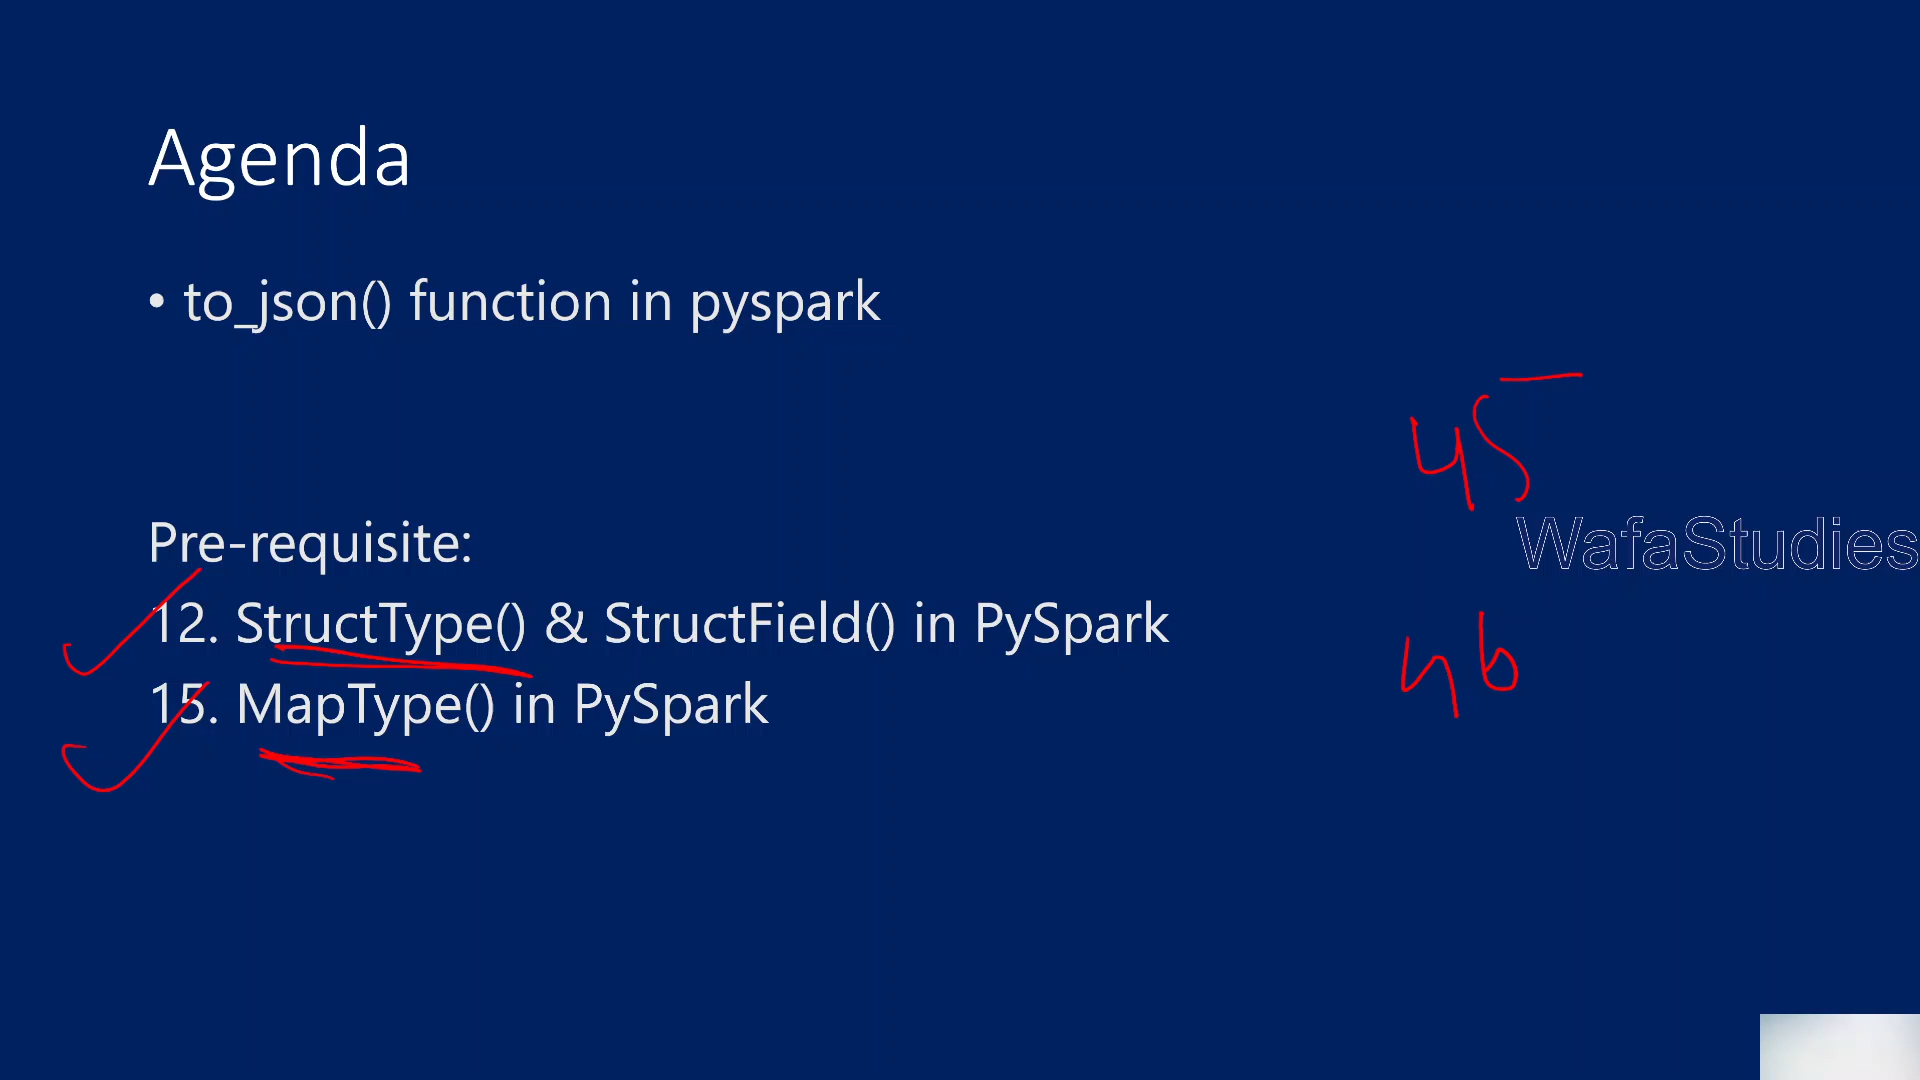 Agenda
• to_json() function in pyspark
45
Pre-requisite:
WafaStudies
12. StructType() & StructField() in PySpark
46
15. MapType() in PySpark